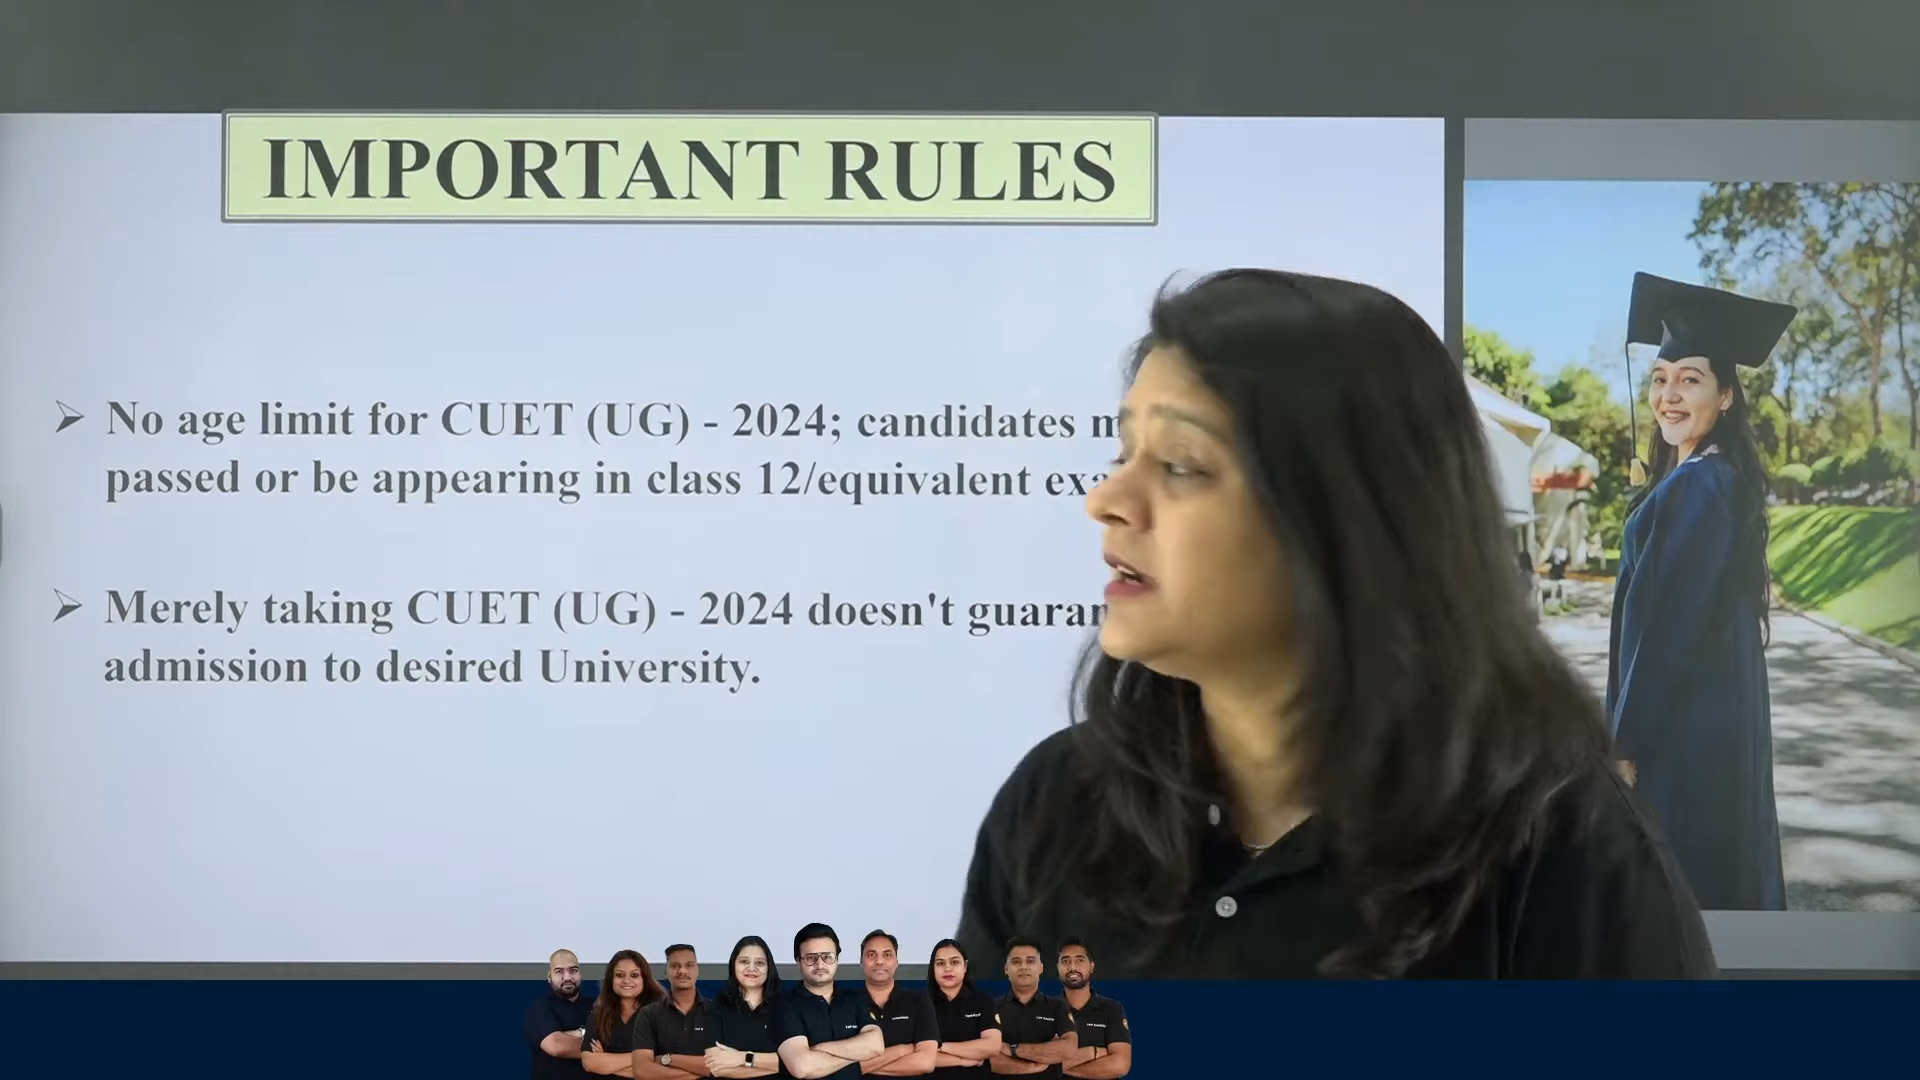 IMPORTANT RULES
➢ No age limit for CUET (UG) - 2024; candidates
passed or be appearing in class 12/equivalent
➢ Merely taking CUET (UG) - 2024 doesn't
admission to desired University.